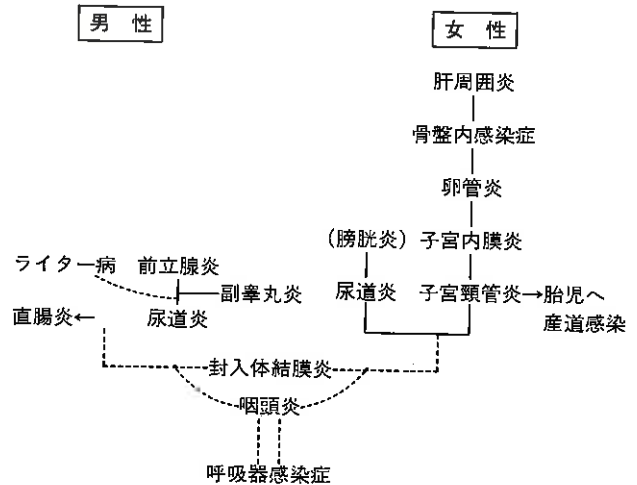 男 性
女 性
肝周囲炎
骨盤内感染症
卵管炎
(膀胱炎) 子宮内膜炎
ライター病 前立腺炎
副睾丸炎
尿道炎 子宮頸管炎→胎児へ
産道感染
直腸炎← 尿道炎
封入体結膜炎
咽頭炎
呼吸器感染症